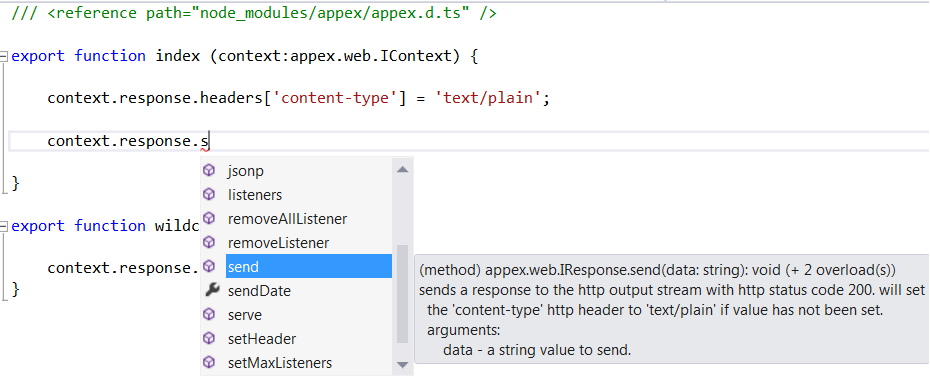 /// <reference path="node_modules/appex/appex.d.ts" />
export function index (context:appex.web.IContext) {
context.response.headers['content-type'] = 'text/plain';
context.response.s
jsonp
}
listeners
removeAllListener
export function wildc
removeListener
context.response.
send
}
sendDate
serve
setHeader
setMaxListeners
(method) appex.web.IResponse.send(data: string): void (+ 2 overload(s))
sends a response to the http output stream with http status code 200. will set
the 'content-type' http header to 'text/plain' if value has not been set.
arguments:
data - a string value to send.